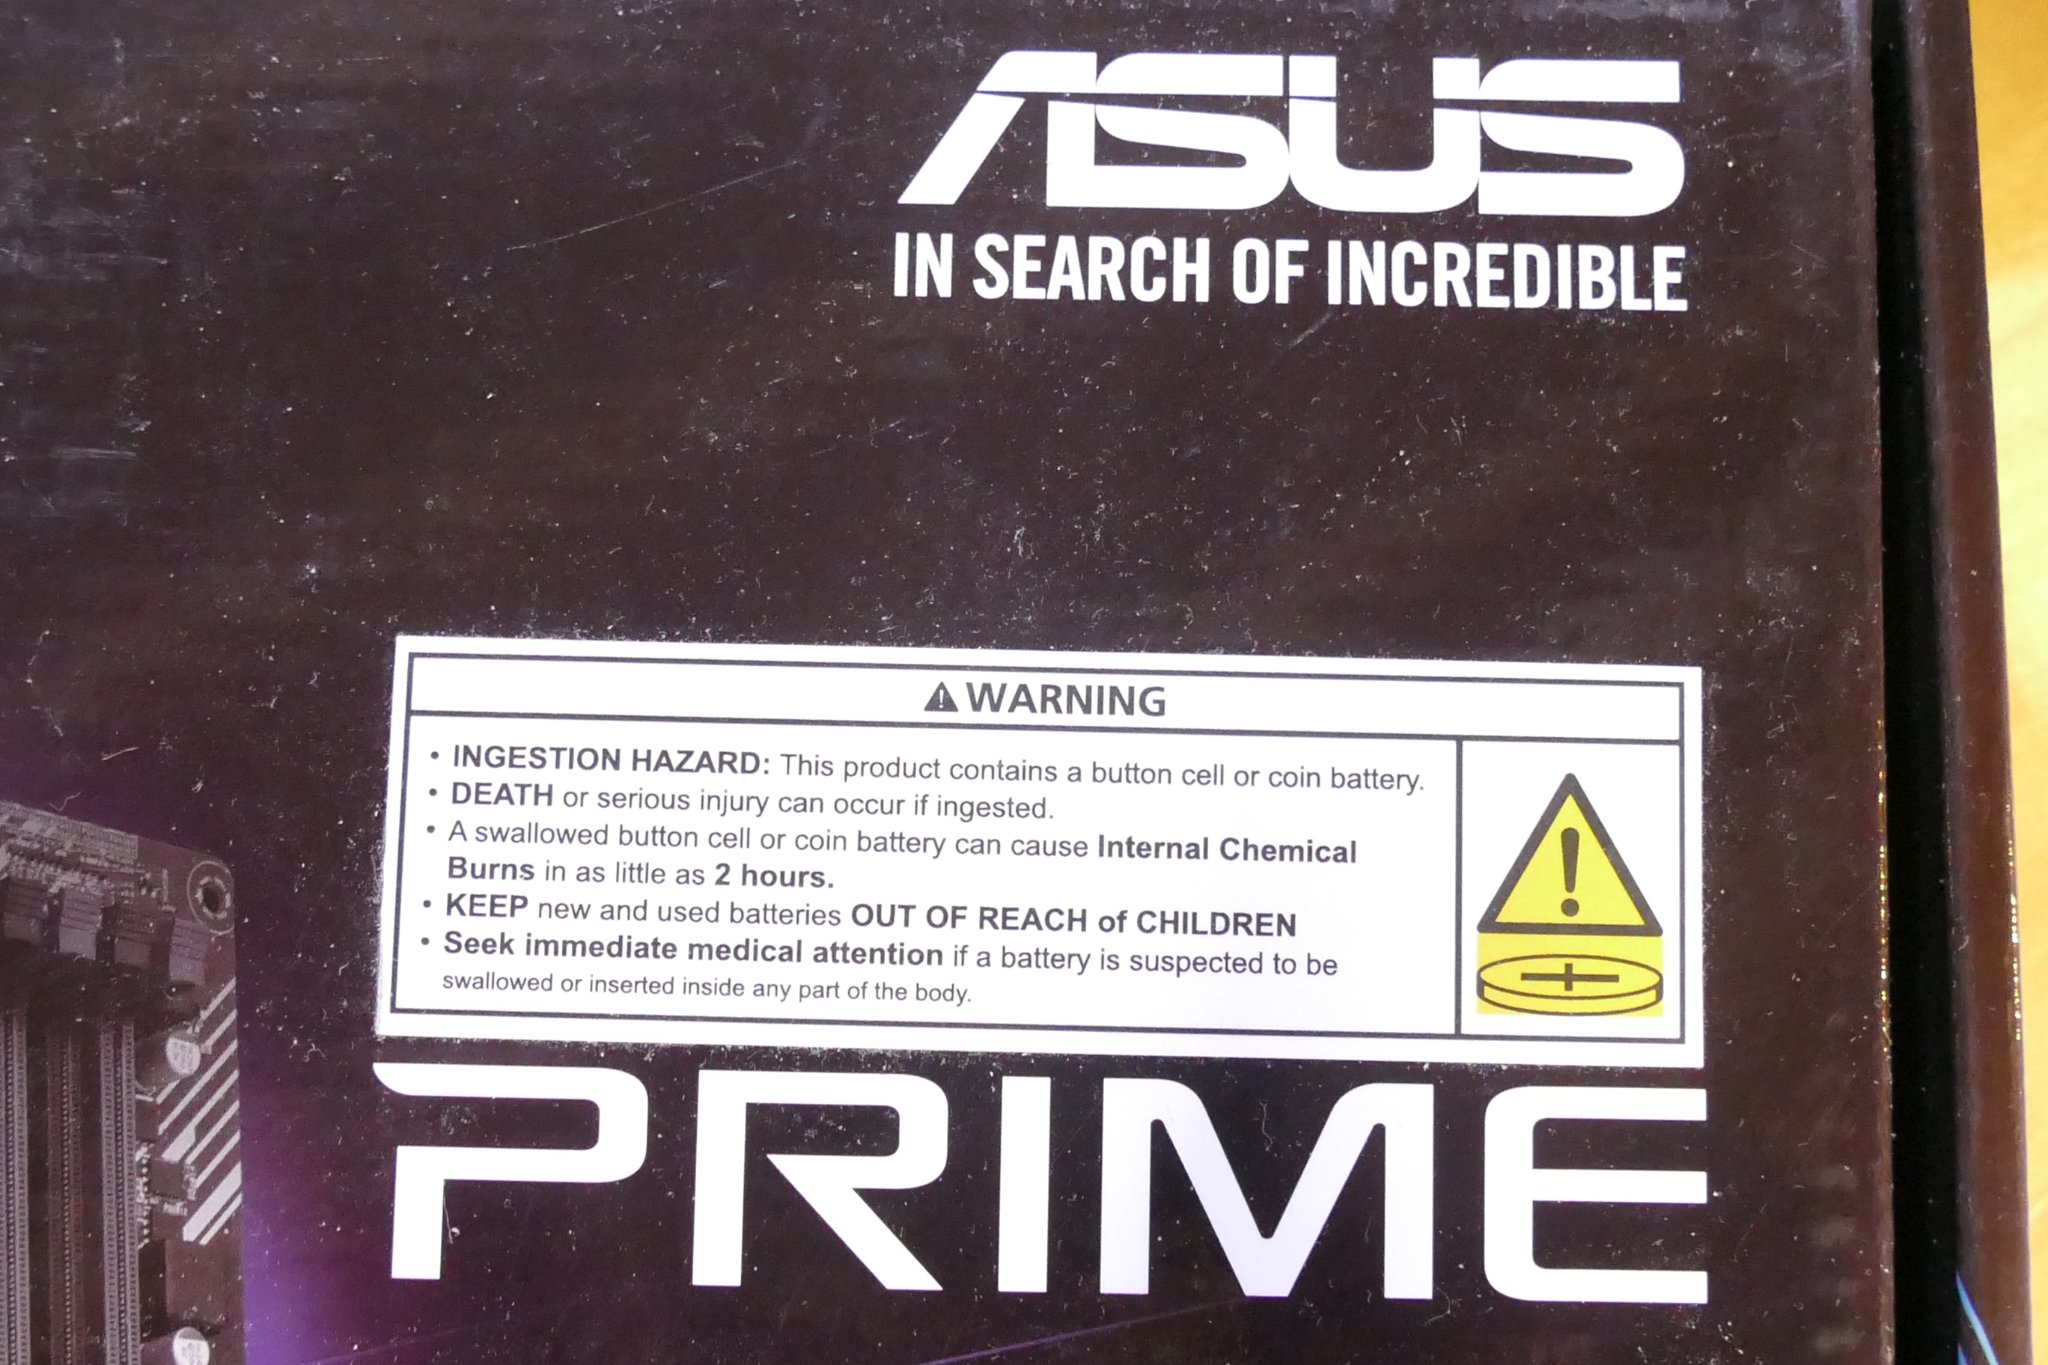 ASUS
IN SEARCH OF INCREDIBLE
WARNING
• INGESTION HAZARD: This product contains a button cell or coin battery.
• DEATH or serious injury can occur if ingested.
• A swallowed button cell or coin battery can cause Internal Chemical
Burns in as little as 2 hours.
• KEEP new and used batteries OUT OF REACH of CHILDREN
• Seek immediate medical attention if a battery is suspected to be
swallowed or inserted inside any part of the body.
PRIME